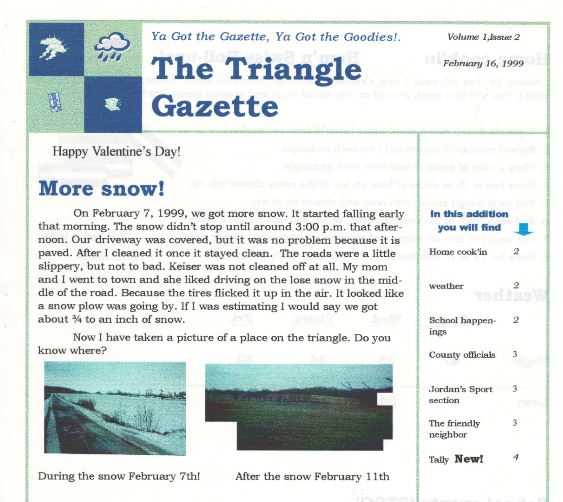 Ya Got the Gazette, Ya Got the Goodies!.
The Triangle
Gazette
Volume 1,Issue 2
February 16, 1999
Happy Valentine's Day!
More snow!
On February 7, 1999, we got more snow. It started falling early
that morning. The snow didn't stop until around 3:00 p.m. that after-
noon. Our driveway was covered, but it was no problem because it is
paved. After I cleaned it once it stayed clean. The roads were a little
slippery, but not to bad. Keiser was not cleaned off at all. My mom
and I went to town and she liked driving on the lose snow in the mid-
dle of the road. Because the tires flicked it up in the air. It looked like
a snow plow was going by. If I was estimating I would say we got
about ¾ to an inch of snow.
Now I have taken a picture of a place on the triangle. Do you
know where?
During the snow February 7th!
After the snow February 11th
In this addition
you will find
Home cook'in 2
weather 2
School happen- 2
ings
County officials 3
Jordan's Sport 3
section
The friendly 3
neighbor
Tally New! 4